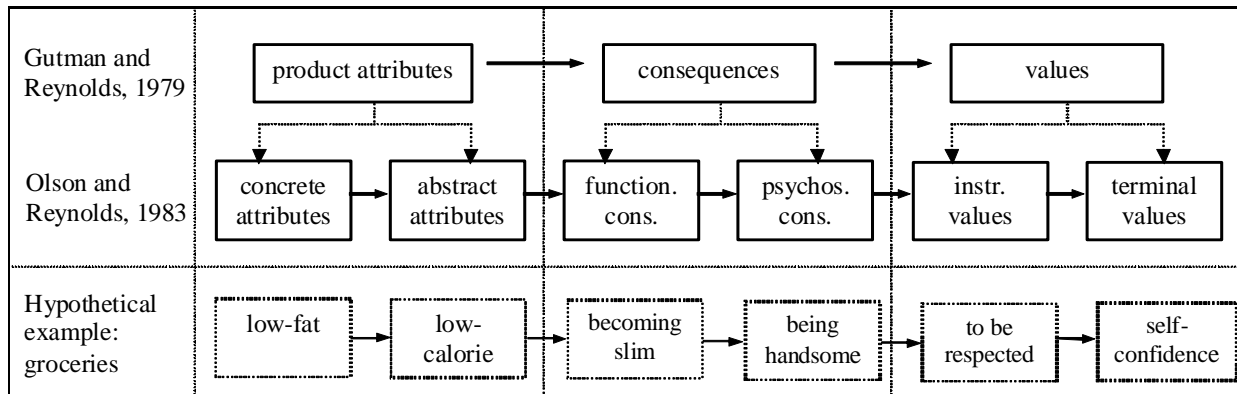 Gutman and
Reynolds, 1979
product attributes
consequences
values
Olson and
Reynolds, 1983
concrete
attributes
abstract
attributes
function.
cons.
psychos.
cons.
instr.
values
terminal
values
Hypothetical
example:
groceries
low-fat
low-
calorie
becoming
slim
being
handsome
to be
respected
self-
confidence